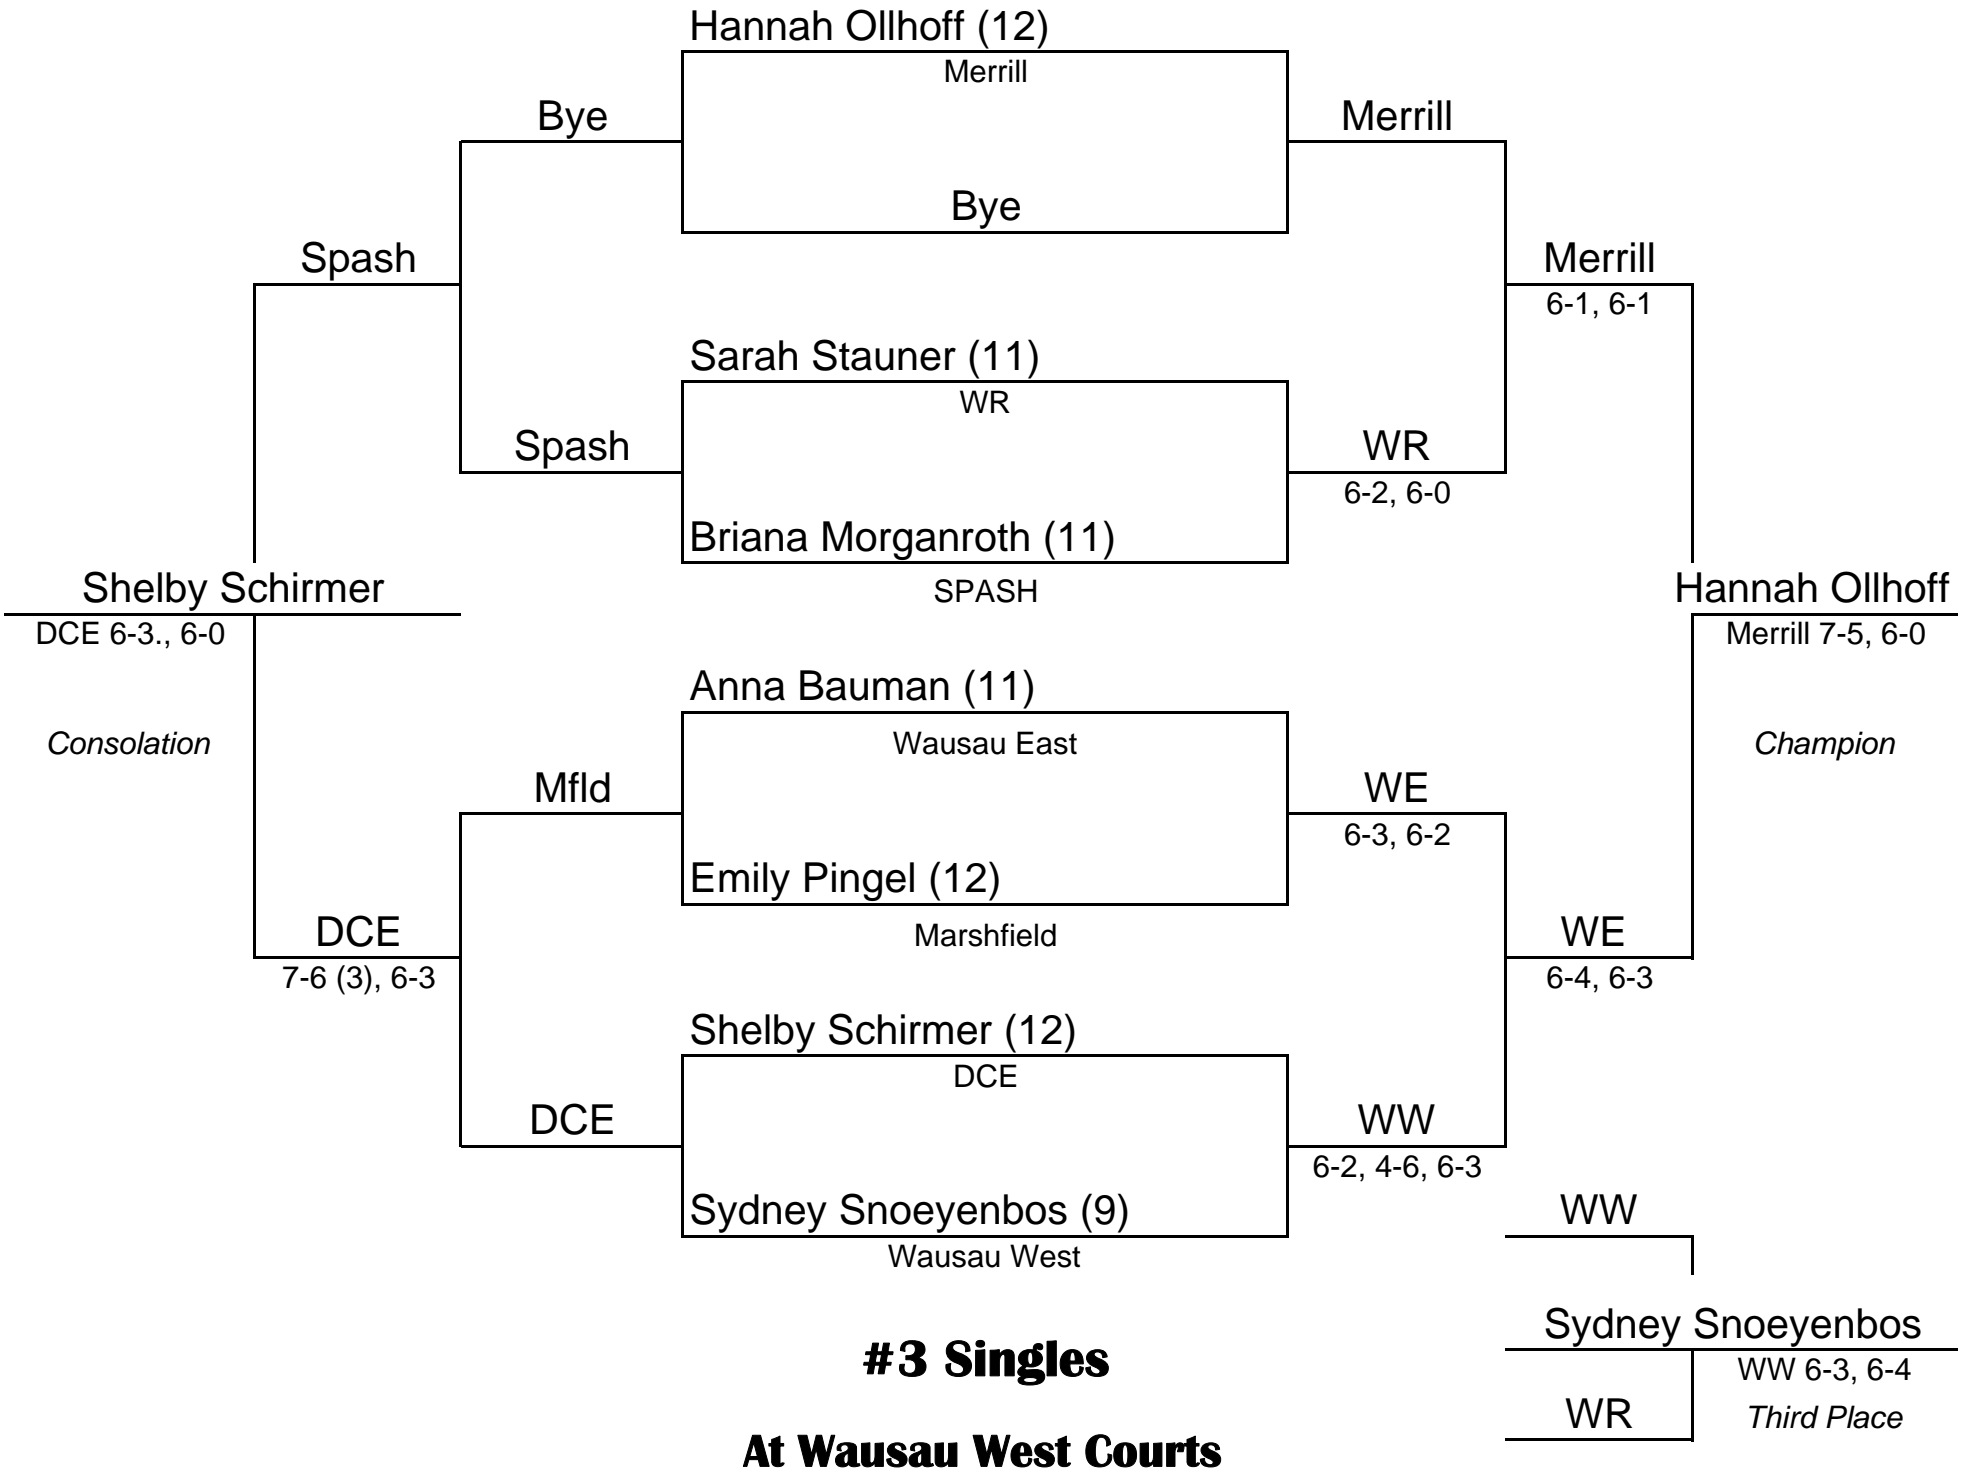 Hannah Ollhoff (12)
Merrill
Bye
Merrill
Bye
Spash
Merrill
6-1, 6-1
Sarah Stauner (11)
WR
Spash
WR
6-2, 6-0
Briana Morganroth (11)
SPASH
Shelby Schirmer
DCE 6-3., 6-0
Consolation
Hannah Ollhoff
Merrill 7-5, 6-0
Champion
Anna Bauman (11)
Wausau East
Mfld
WE
6-3, 6-2
Emily Pingel (12)
Marshfield
DCE
7-6 (3), 6-3
WE
6-4, 6-3
Shelby Schirmer (12)
DCE
DCE
WW
6-2, 4-6, 6-3
Sydney Snoeyenbos (9)
Wausau West
WW
Sydney Snoeyenbos
WW 6-3, 6-4
WR
Third Place
#3 Singles
At Wausau West Courts